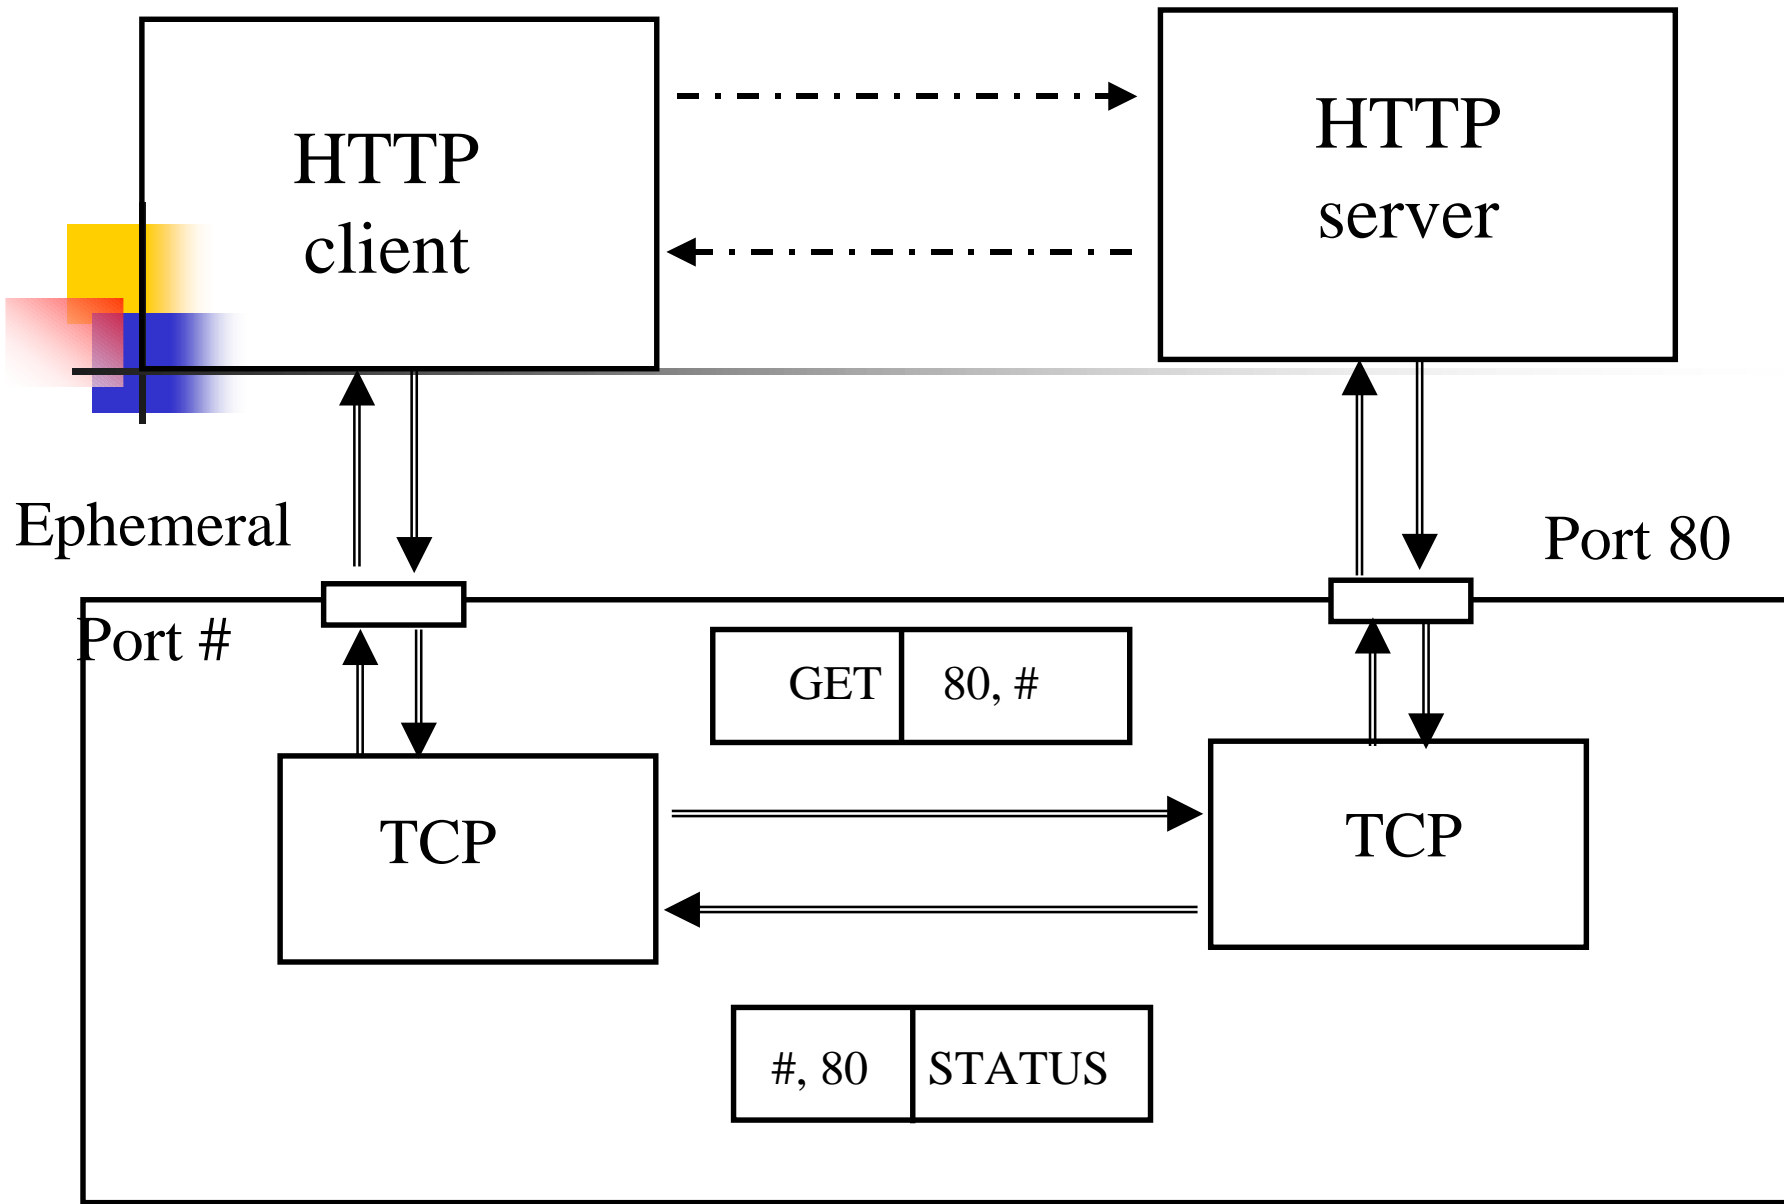 HTTP
client
HTTP
server
Ephemeral
Port #
Port 80
GET
80, #
TCP
TCP
#, 80
STATUS